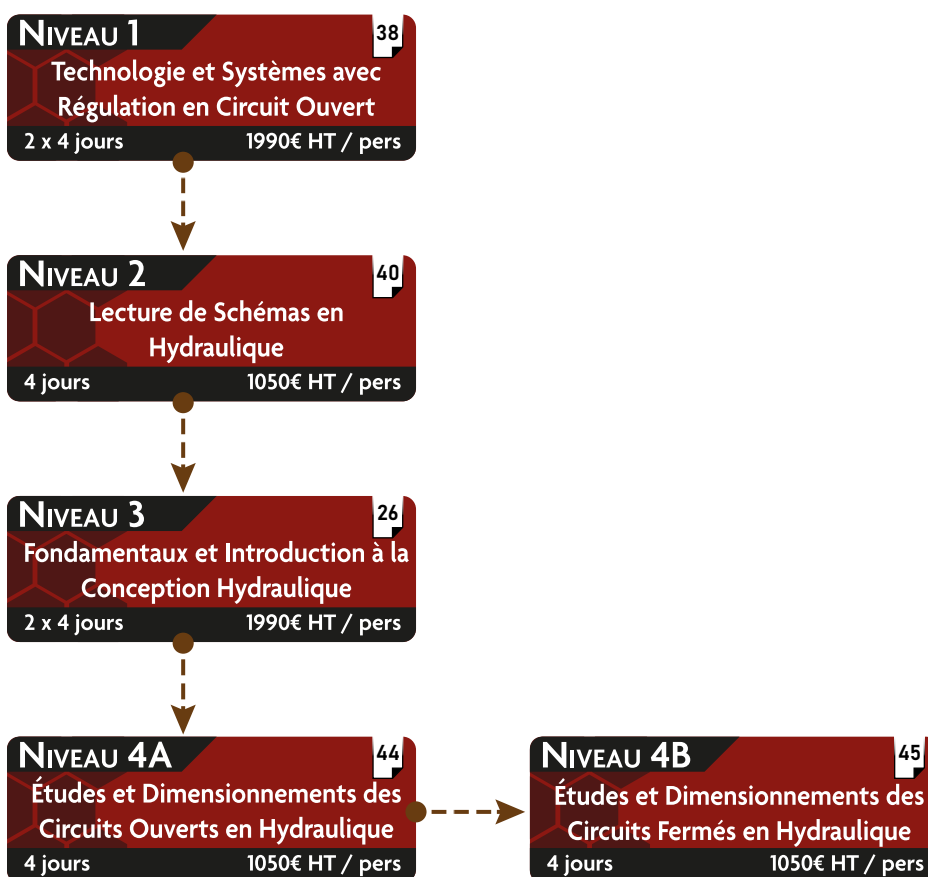 NIVEAU 1
38
Technologie et Systèmes avec
Régulation en Circuit Ouvert
2 x 4 jours 1990€ HT / pers
NIVEAU 2
40
Lecture de Schémas en
Hydraulique
4 jours 1050€ HT / pers
NIVEAU 3
26
Fondamentaux et Introduction à la
Conception Hydraulique
2 x 4 jours 1990€ HT / pers
NIVEAU 4A
44
Études et Dimensionnements des
Circuits Ouverts en Hydraulique
4 jours 1050€ HT / pers
NIVEAU 4B
45
Études et Dimensionnements des
Circuits Fermés en Hydraulique
4 jours 1050€ HT / pers